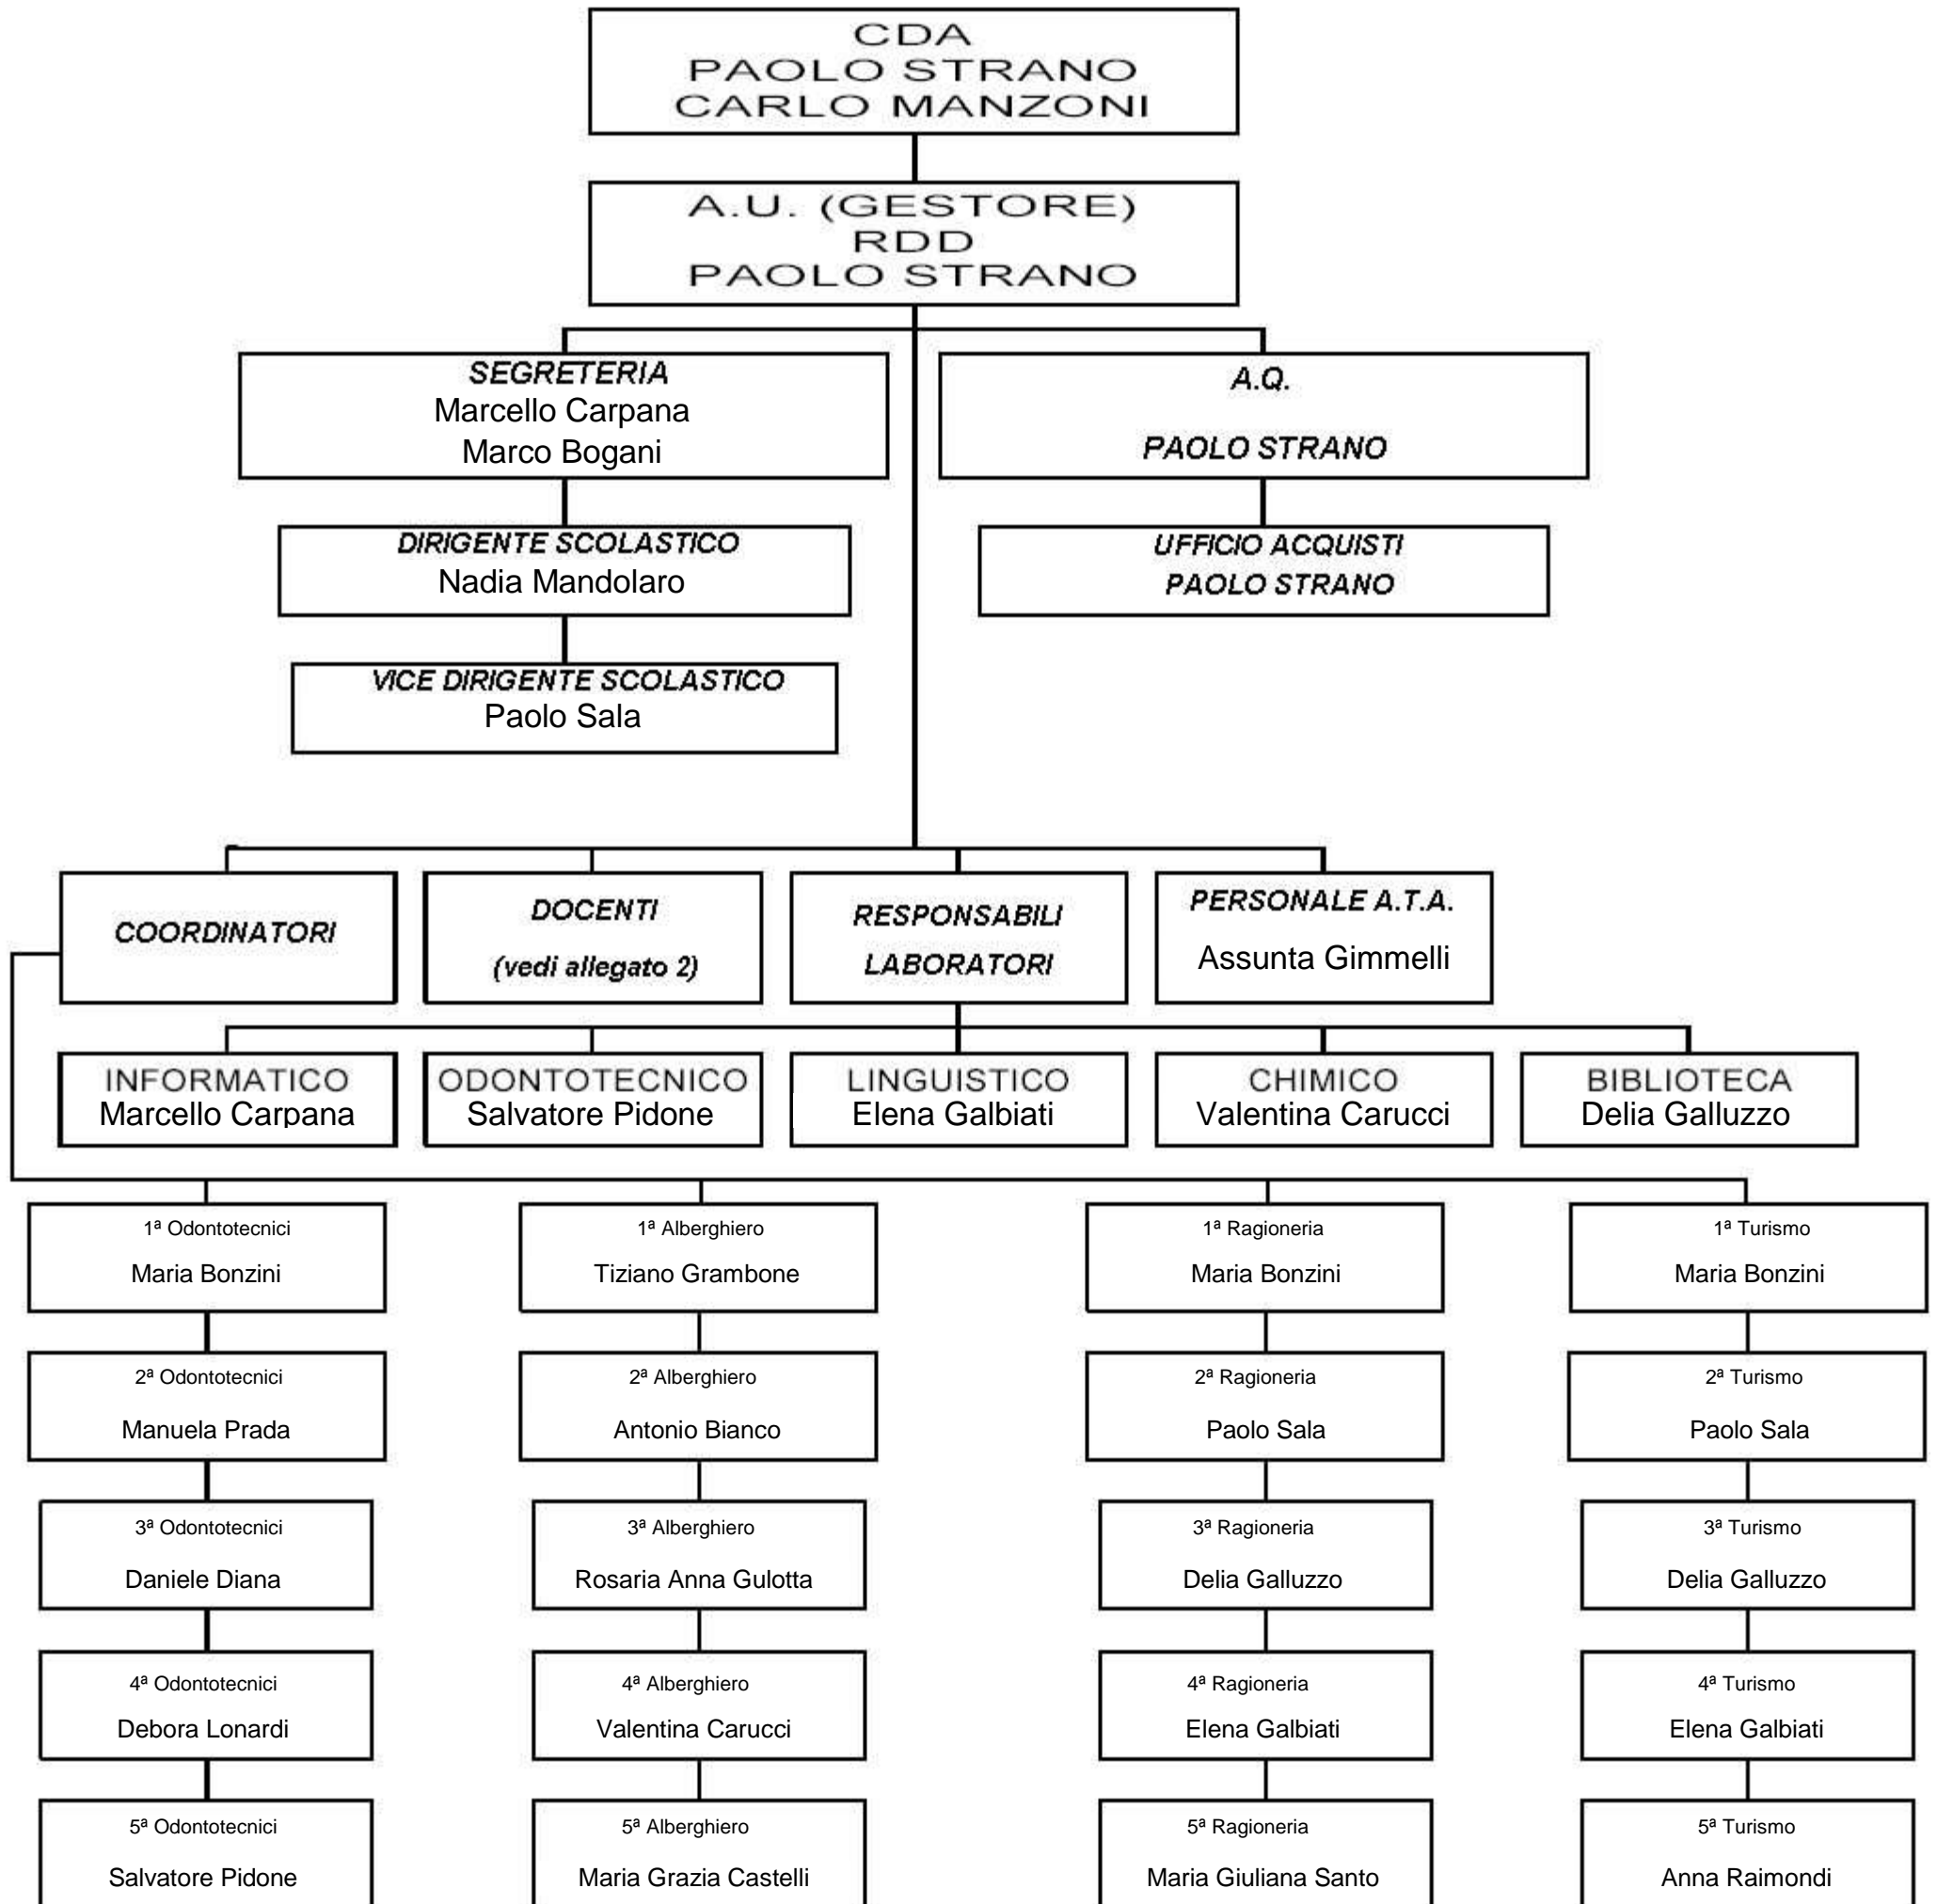 CDA
PAOLO STRANO
CARLO MANZONI
A.U. (GESTORE)
RDD
PAOLO STRANO
SEGRETERIA
Marcello Carpana
Marco Bogani
A.Q.
PAOLO STRANO
DIRIGENTE SCOLASTICO
Nadia Mandolaro
UFFICIO ACQUISTI
PAOLO STRANO
VICE DIRIGENTE SCOLASTICO
Paolo Sala
COORDINATORI
DOCENTI
(vedi allegato 2)
RESPONSABILI
LABORATORI
PERSONALE A.T.A.
Assunta Gimmelli
INFORMATICO
Marcello Carpana
ODONTOTECNICO
Salvatore Pidone
LINGUISTICO
Elena Galbiati
CHIMICO
Valentina Carucci
BIBLIOTECA
Delia Galluzzo
1ª Odontotecnici
Maria Bonzini
1ª Alberghiero
Tiziano Grambone
1ª Ragioneria
Maria Bonzini
1ª Turismo
Maria Bonzini
2ª Odontotecnici
Manuela Prada
2ª Alberghiero
Antonio Bianco
2ª Ragioneria
Paolo Sala
2ª Turismo
Paolo Sala
3ª Odontotecnici
Daniele Diana
3ª Alberghiero
Rosaria Anna Gulotta
3ª Ragioneria
Delia Galluzzo
3ª Turismo
Delia Galluzzo
4ª Odontotecnici
Debora Lonardi
4ª Alberghiero
Valentina Carucci
4ª Ragioneria
Elena Galbiati
4ª Turismo
Elena Galbiati
5ª Odontotecnici
Salvatore Pidone
5ª Alberghiero
Maria Grazia Castelli
5ª Ragioneria
Maria Giuliana Santo
5ª Turismo
Anna Raimondi